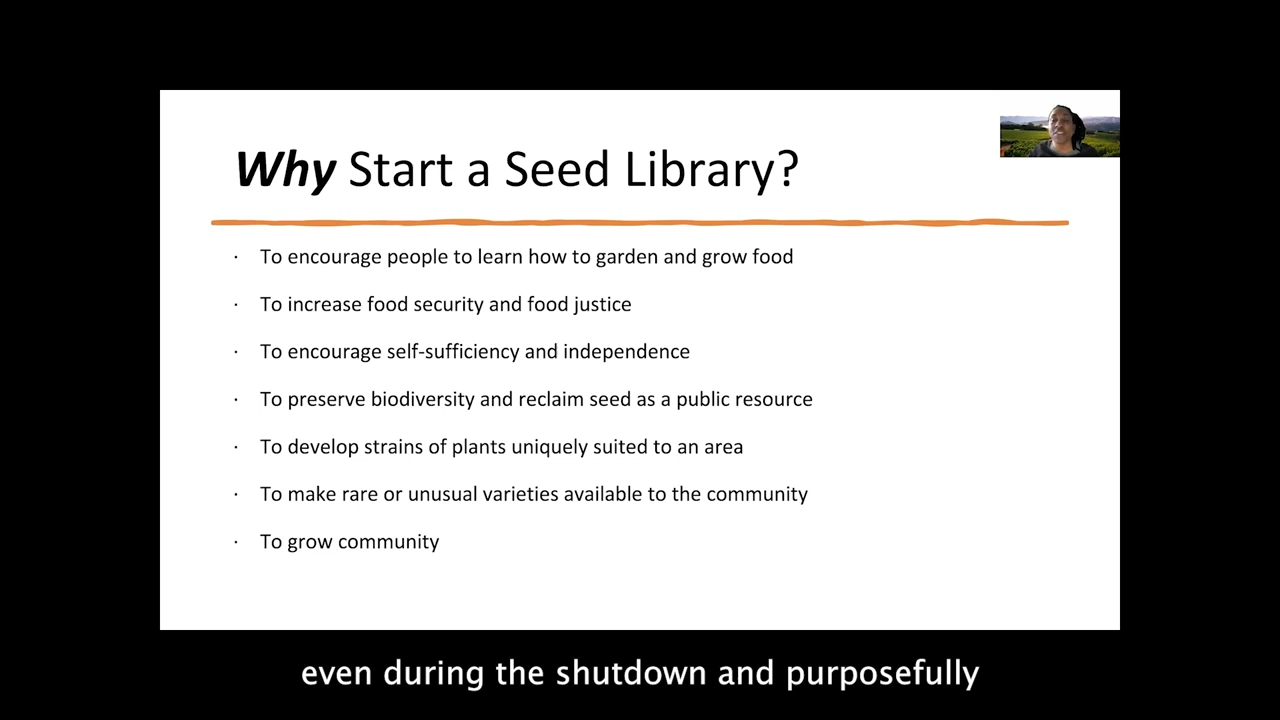 Why Start a Seed Library?
· To encourage people to learn how to garden and grow food
· To increase food security and food justice
· To encourage self-sufficiency and independence
· To preserve biodiversity and reclaim seed as a public resource
· To develop strains of plants uniquely suited to an area
· To make rare or unusual varieties available to the community
· To grow community
even during the shutdown and purposefully